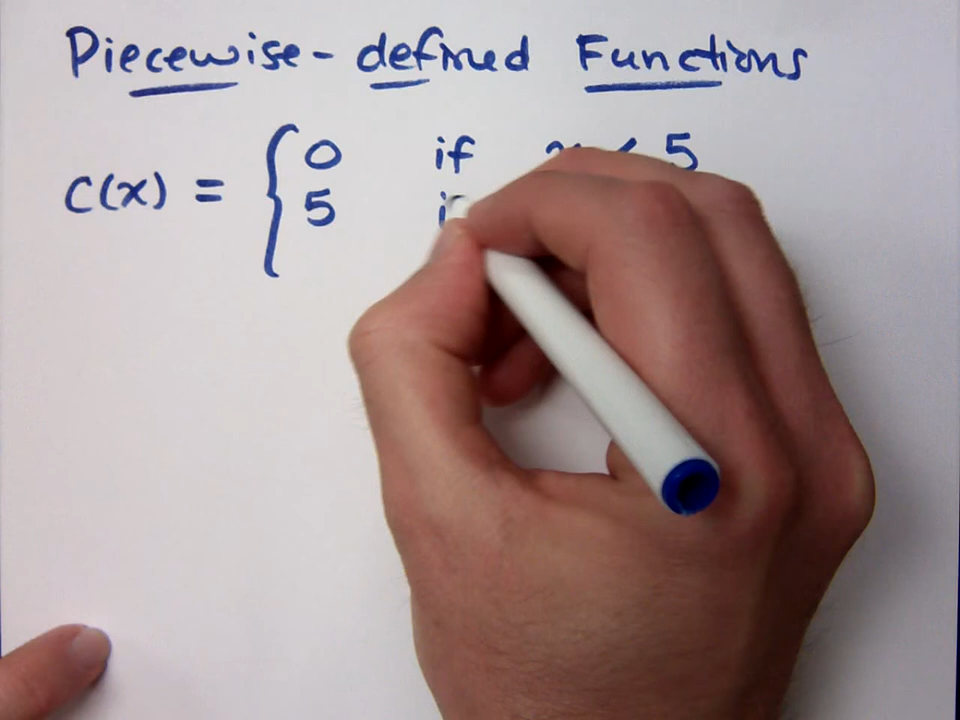 Piecewise-defined Functions
C(x) = { 0 if x < 5
5 i